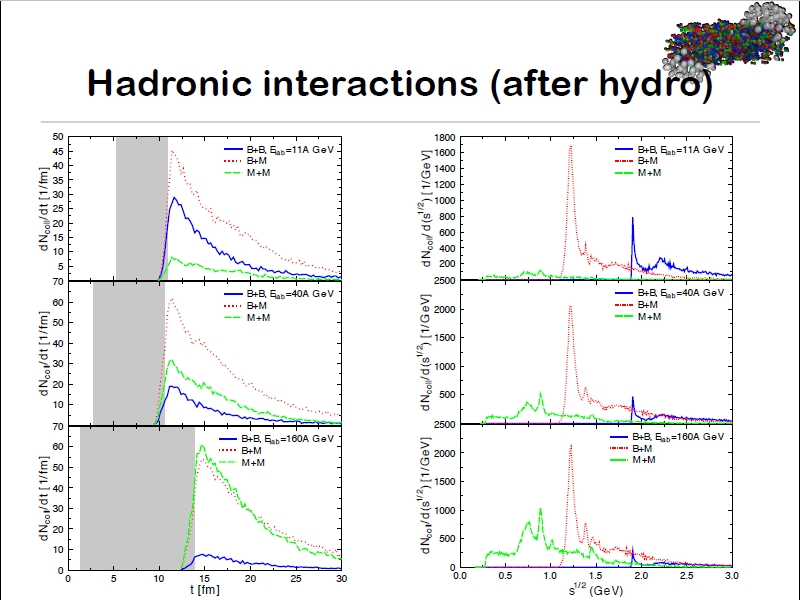 Hadronic interactions (after hydro)
50
45
40
35
30
25
20
15
10
5
dN_coll/dt [1/fm]
B+B, E_lab=11A GeV
B+M
M+M
70
60
50
40
30
20
10
dN_coll/dt [1/fm]
B+B, E_lab=40A GeV
B+M
M+M
70
60
50
40
30
20
10
0
dN_coll/dt [1/fm]
B+B, E_lab=160A GeV
B+M
M+M
0 5 10 15 20 25 30
t [fm]
1800
1600
1400
1200
1000
800
600
400
200
dN_coll/d(s^1/2) [1/GeV]
B+B, E_lab=11A GeV
B+M
M+M
2500
2000
1500
1000
500
dN_coll/d(s^1/2) [1/GeV]
B+B, E_lab=40A GeV
B+M
M+M
2500
2000
1500
1000
500
0
dN_coll/d(s^1/2) [1/GeV]
B+B, E_lab=160A GeV
B+M
M+M
0.0 0.5 1.0 1.5 2.0 2.5 3.0
s^1/2 (GeV)